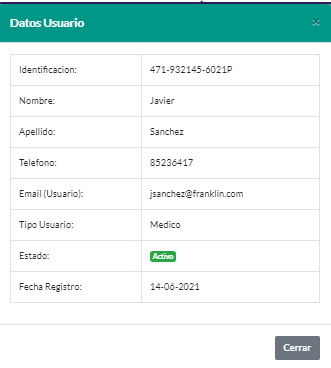 Datos Usuario ×
Identificacion: 471-932145-6021P
Nombre: Javier
Apellido: Sanchez
Telefono: 85236417
Email (Usuario): jsanchez@franklin.com
Tipo Usuario: Medico
Estado: Activo
Fecha Registro: 14-06-2021
Cerrar